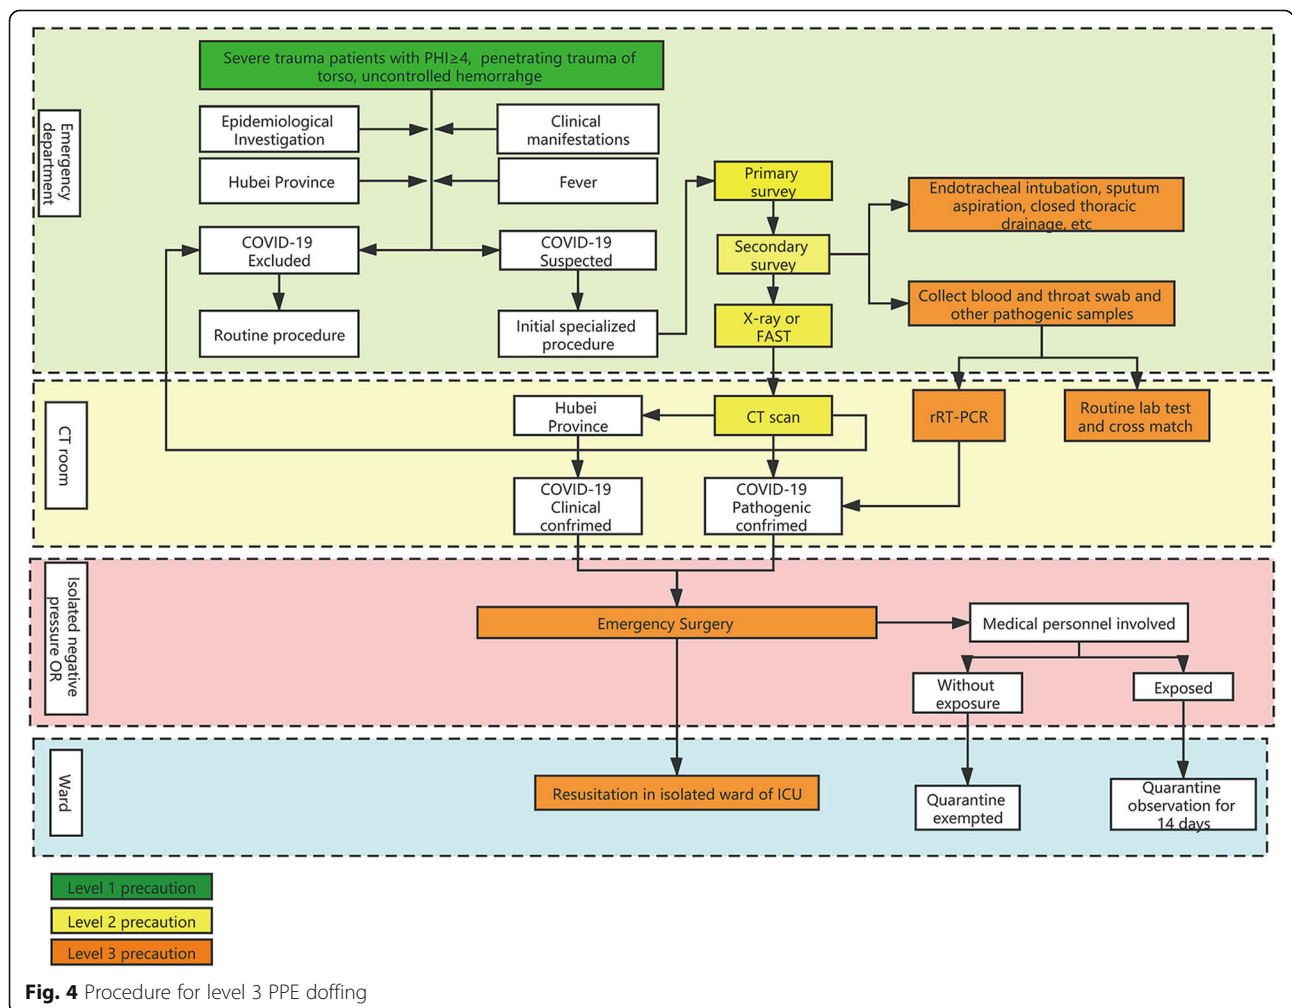 Severe trauma patients with PHI≥4, penetrating trauma of
torso, uncontrolled hemorrahge
Emergency
department
Epidemiological
Investigation
Clinical
manifestations
Hubei Province
Fever
Primary
survey
Endotracheal intubation, sputum
aspiration, closed thoracic
drainage, etc
COVID-19
Excluded
COVID-19
Suspected
Secondary
survey
Collect blood and throat swab and
other pathogenic samples
Routine procedure
Initial specialized
procedure
X-ray or
FAST
CT room
Hubei
Province
CT scan
rRT-PCR
Routine lab test
and cross match
COVID-19
Clinical
confrimed
COVID-19
Pathogenic
confrimed
Isolated negative
pressure OR
Emergency Surgery
Medical personnel involved
Without
exposure
Exposed
Ward
Resusitation in isolated ward of ICU
Quarantine
exempted
Quarantine
observation for
14 days
Level 1 precaution
Level 2 precaution
Level 3 precaution
Fig. 4 Procedure for level 3 PPE doffing